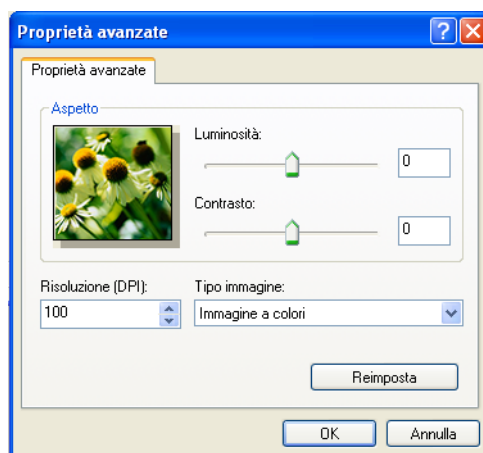 Proprietà avanzate
Proprietà avanzate
Aspetto
Luminosità:
0
Contrasto:
0
Risoluzione (DPI):
Tipo immagine:
100
Immagine a colori
Reimposta
OK
Annulla